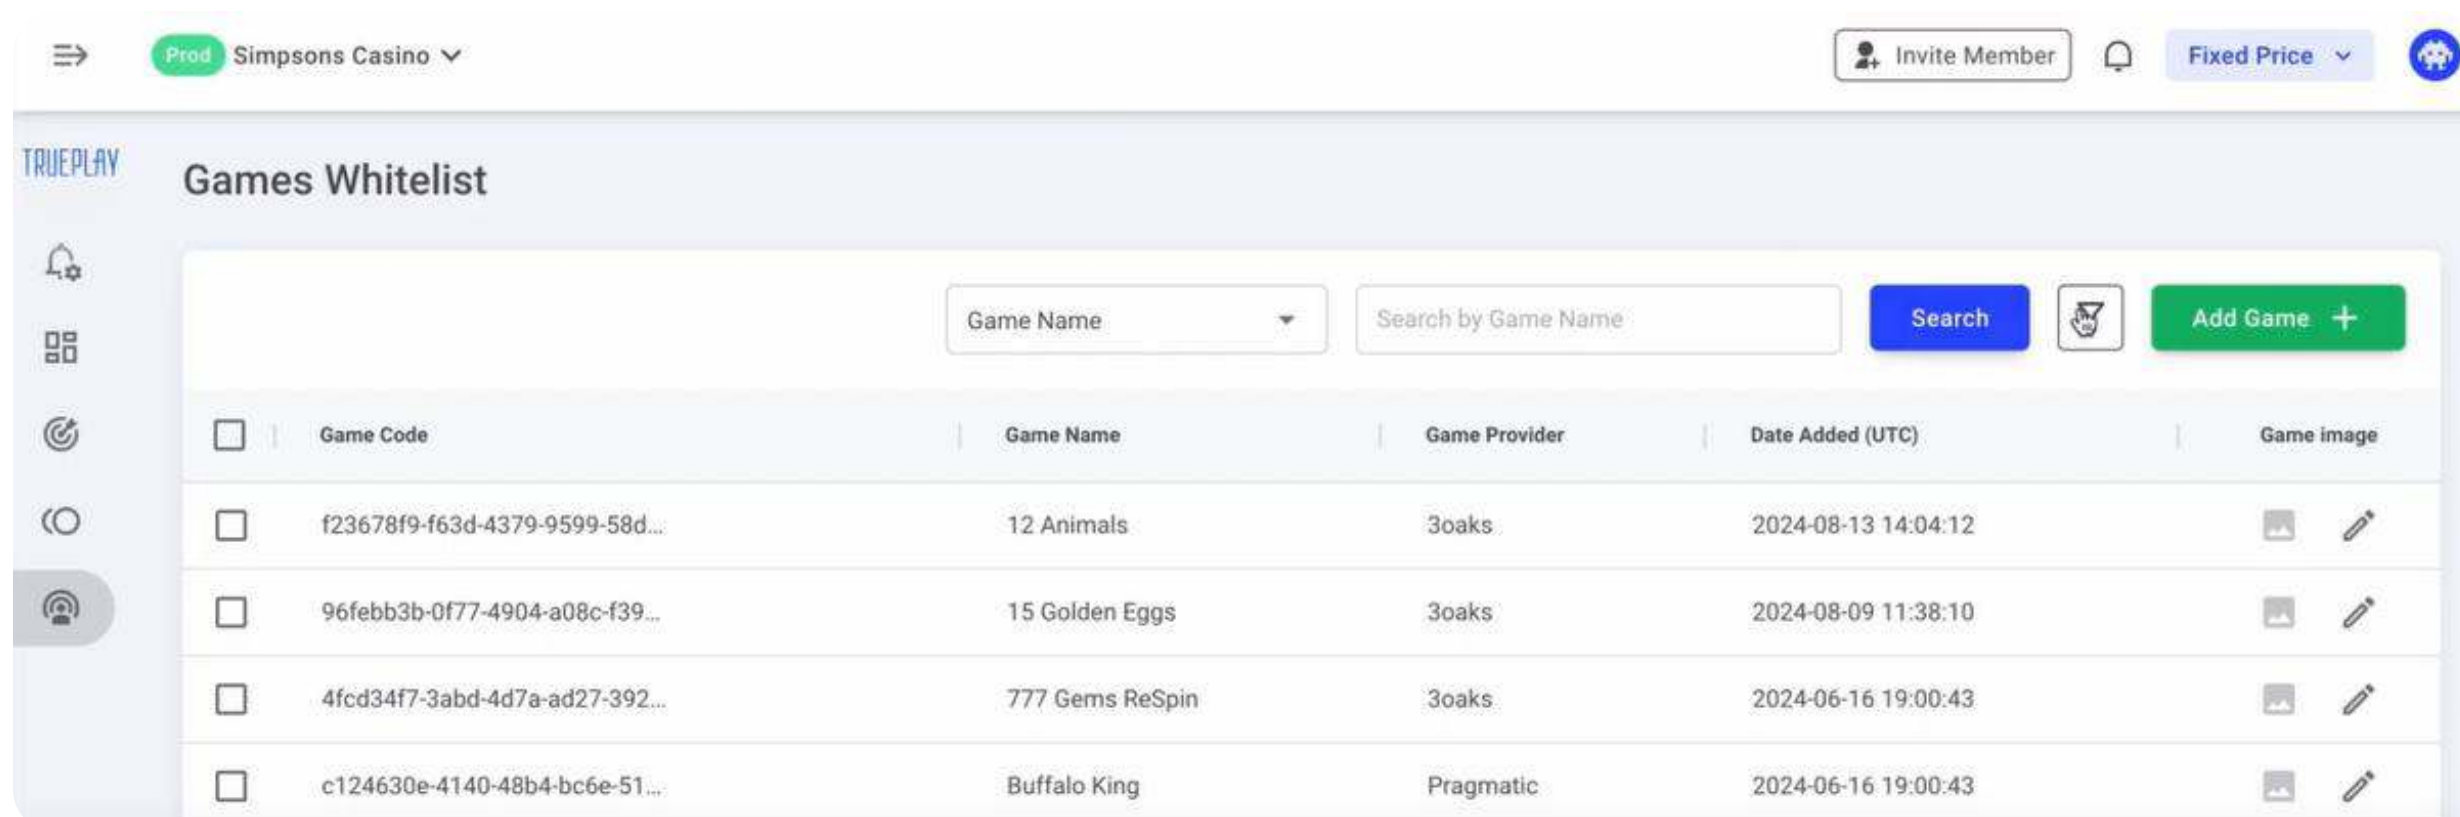 Prod Simpsons Casino Invite Member Fixed Price
TRUEPLAY
Games Whitelist
Game Name Search by Game Name Search Add Game +
Game Code Game Name Game Provider Date Added (UTC) Game image
f23678f9-f63d-4379-9599-58d... 12 Animals 3oaks 2024-08-13 14:04:12
96febb3b-0f77-4904-a08c-f39... 15 Golden Eggs 3oaks 2024-08-09 11:38:10
4fcd34f7-3abd-4d7a-ad27-392... 777 Gems ReSpin 3oaks 2024-06-16 19:00:43
c124630e-4140-48b4-bc6e-51... Buffalo King Pragmatic 2024-06-16 19:00:43